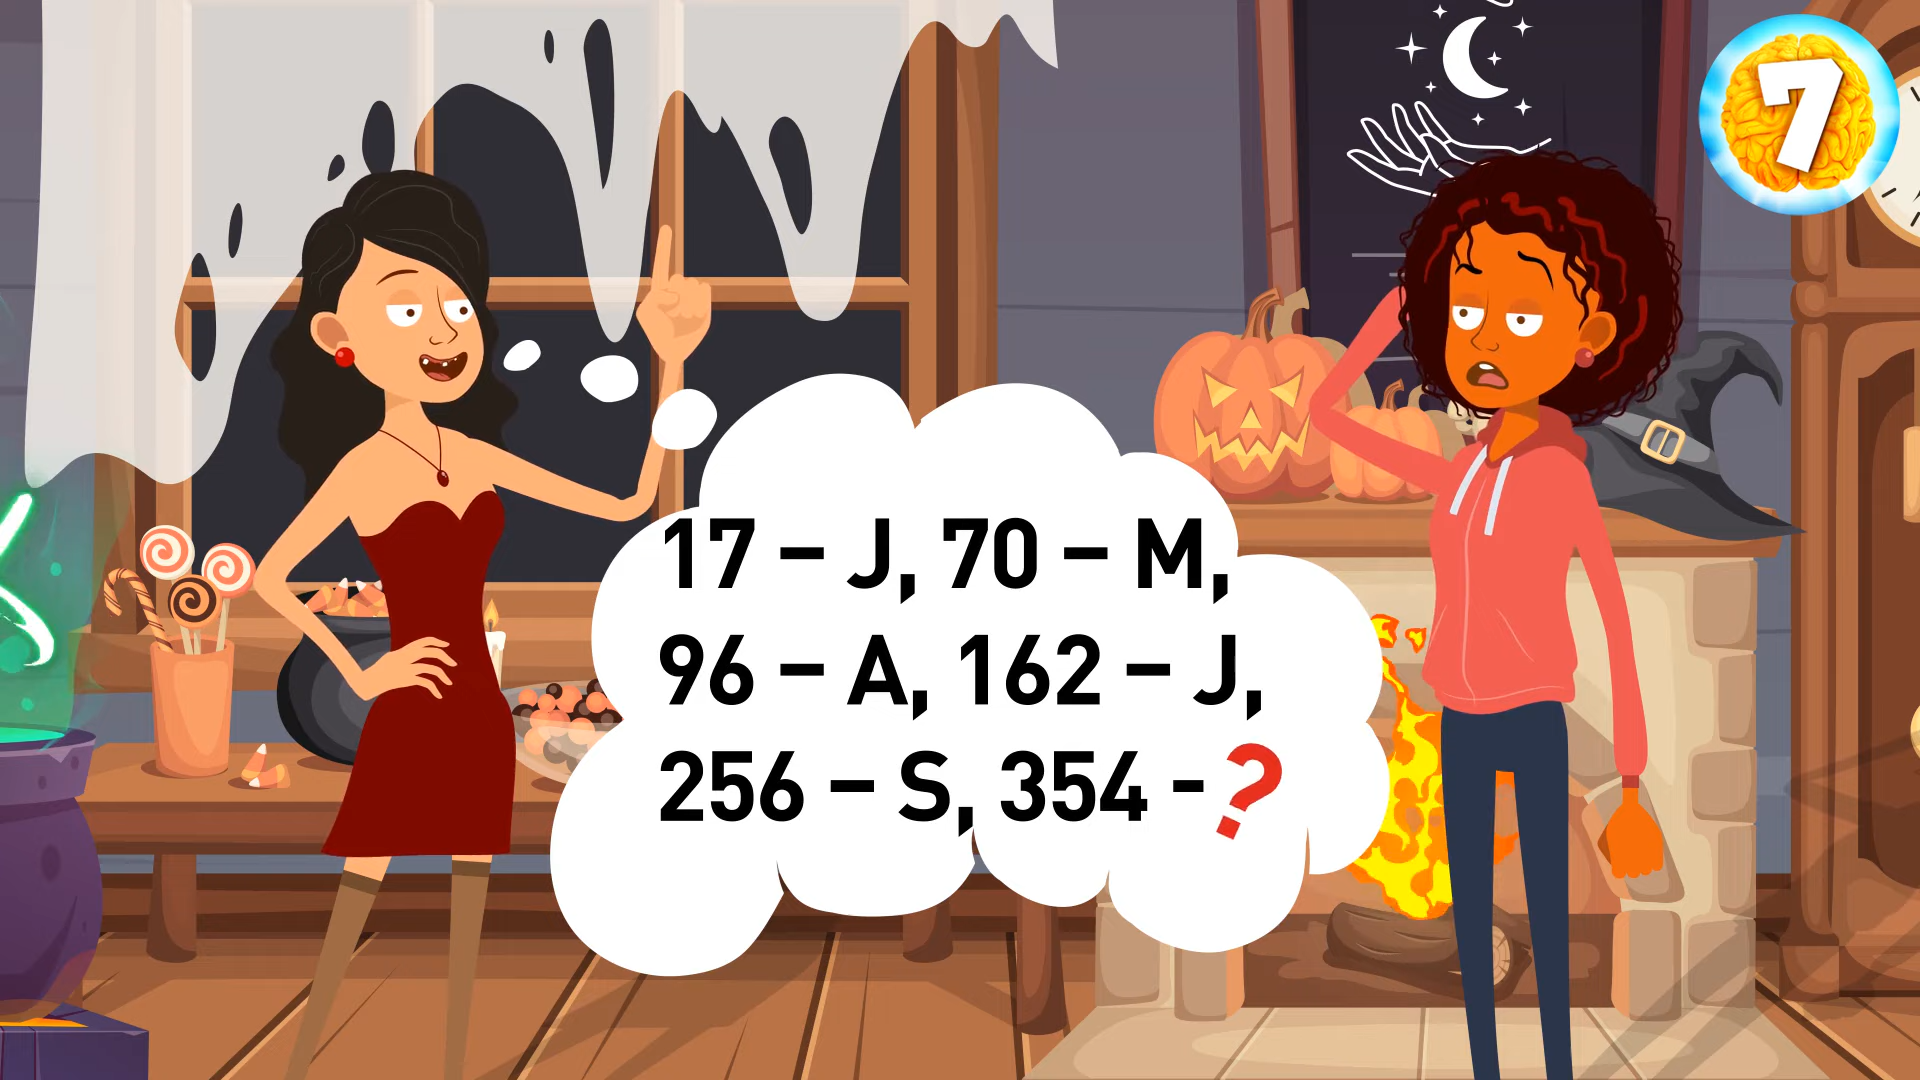 7
17 – J, 70 – M,
96 – A, 162 – J,
256 – S, 354 -?